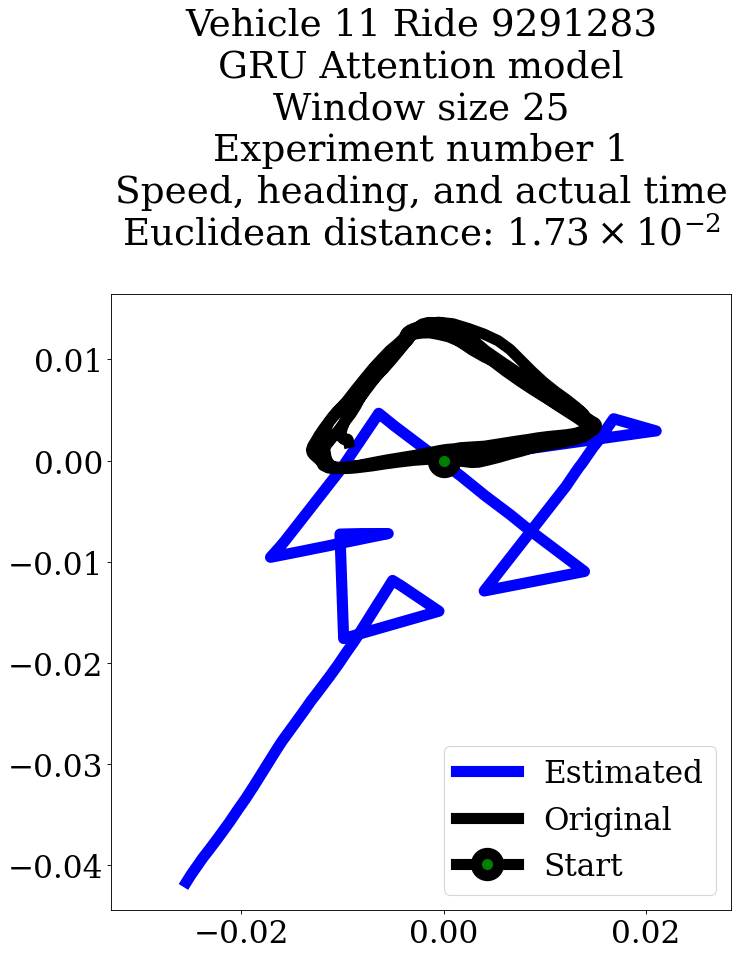 Vehicle 11 Ride 9291283
GRU Attention model
Window size 25
Experiment number 1
Speed, heading, and actual time
Euclidean distance: 1.73 × 10⁻²
0.01
0.00
−0.01
−0.02
−0.03
−0.04
Estimated
Original
Start
−0.02 0.00 0.02